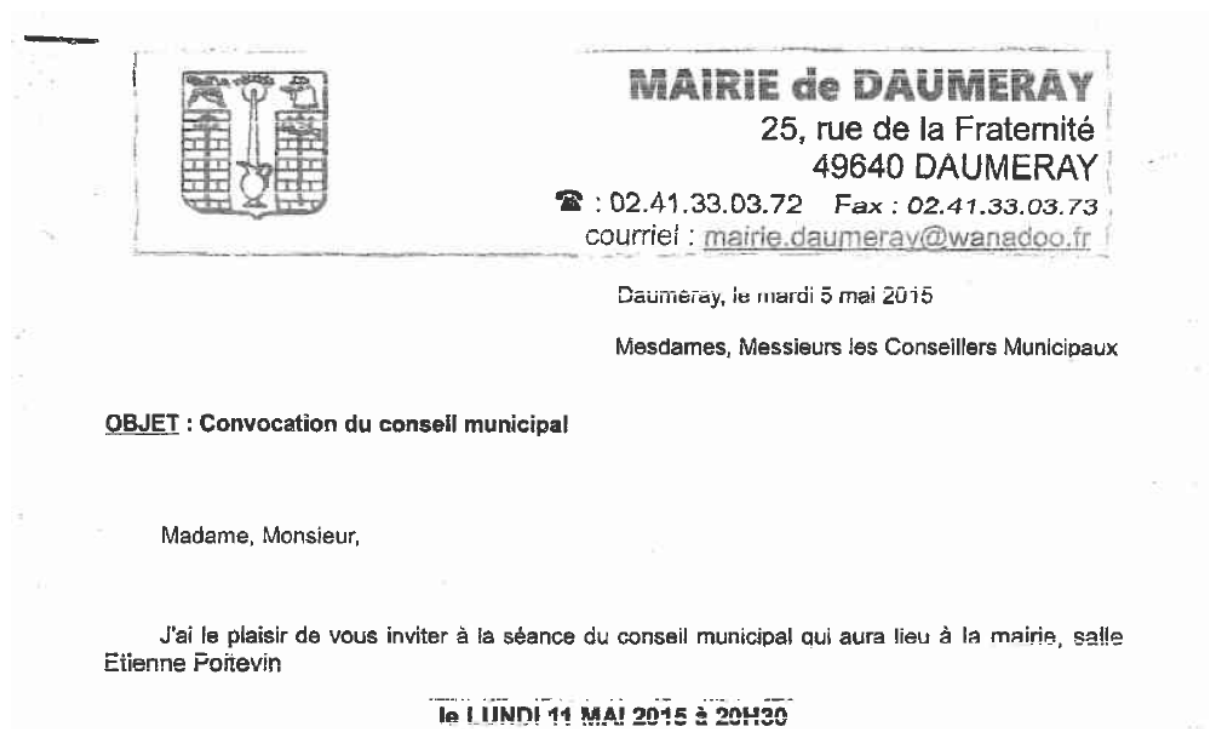 MAIRIE de DAUMERAY
25, rue de la Fraternité
49640 DAUMERAY
☎ : 02.41.33.03.72 Fax : 02.41.33.03.73
courriel : mairie.daumeray@wanadoo.fr
Daumeray, le mardi 5 mai 2015
Mesdames, Messieurs les Conseillers Municipaux
OBJET : Convocation du conseil municipal
Madame, Monsieur,
J'ai le plaisir de vous inviter à la séance du conseil municipal qui aura lieu à la mairie, salle
Etienne Poitevin
le LUNDI 11 MAI 2015 à 20H30